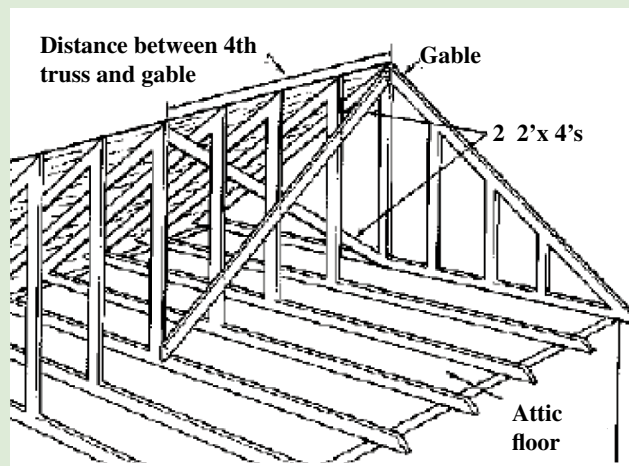 Distance between 4th
truss and gable
Gable
2 2’x 4’s
Attic
floor